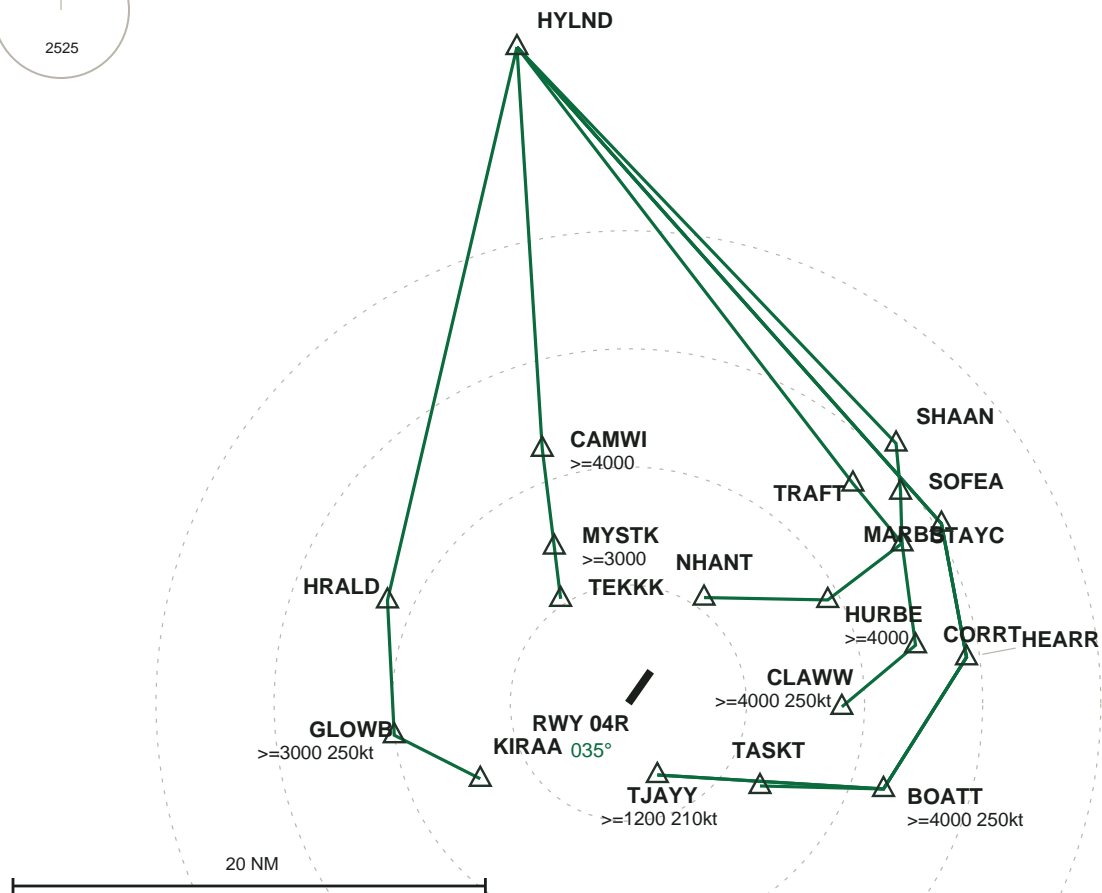 HYLND
2525
SHAAN
CAMWI
>=4000
SOFEA
TRAFT
MYSTK
>=3000
STAYC
NHANT
TEKKK
HRALD
HURBE
>=4000
CORRT
HEARR
CLAWW
>=4000 250kt
RWY 04R
GLOWB
>=3000 250kt
KIRAA 035°
TASKT
TJAYY
>=1200 210kt
BOATT
>=4000 250kt
20 NM